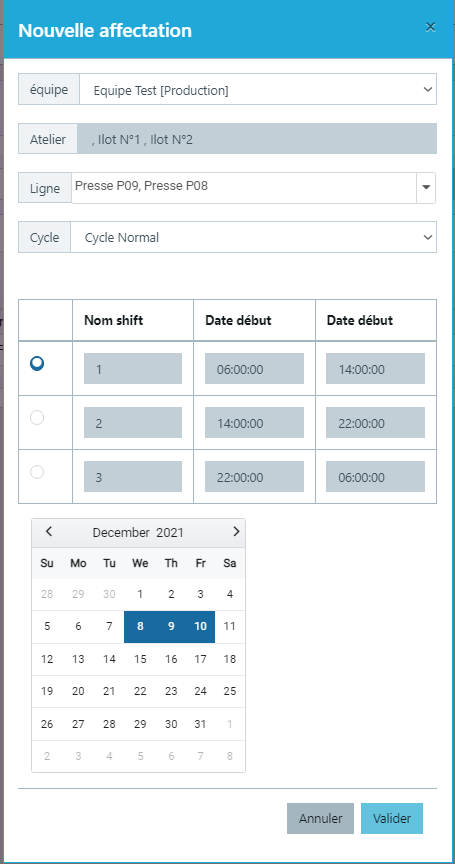 Nouvelle affectation ×
équipe Equipe Test [Production]
Atelier , Ilot N°1 , Ilot N°2
Ligne Presse P09, Presse P08
Cycle Cycle Normal
Nom shift Date début Date début
1 06:00:00 14:00:00
2 14:00:00 22:00:00
3 22:00:00 06:00:00
December 2021
Su Mo Tu We Th Fr Sa
28 29 30 1 2 3 4
5 6 7 8 9 10 11
12 13 14 15 16 17 18
19 20 21 22 23 24 25
26 27 28 29 30 31 1
2 3 4 5 6 7 8
Annuler Valider